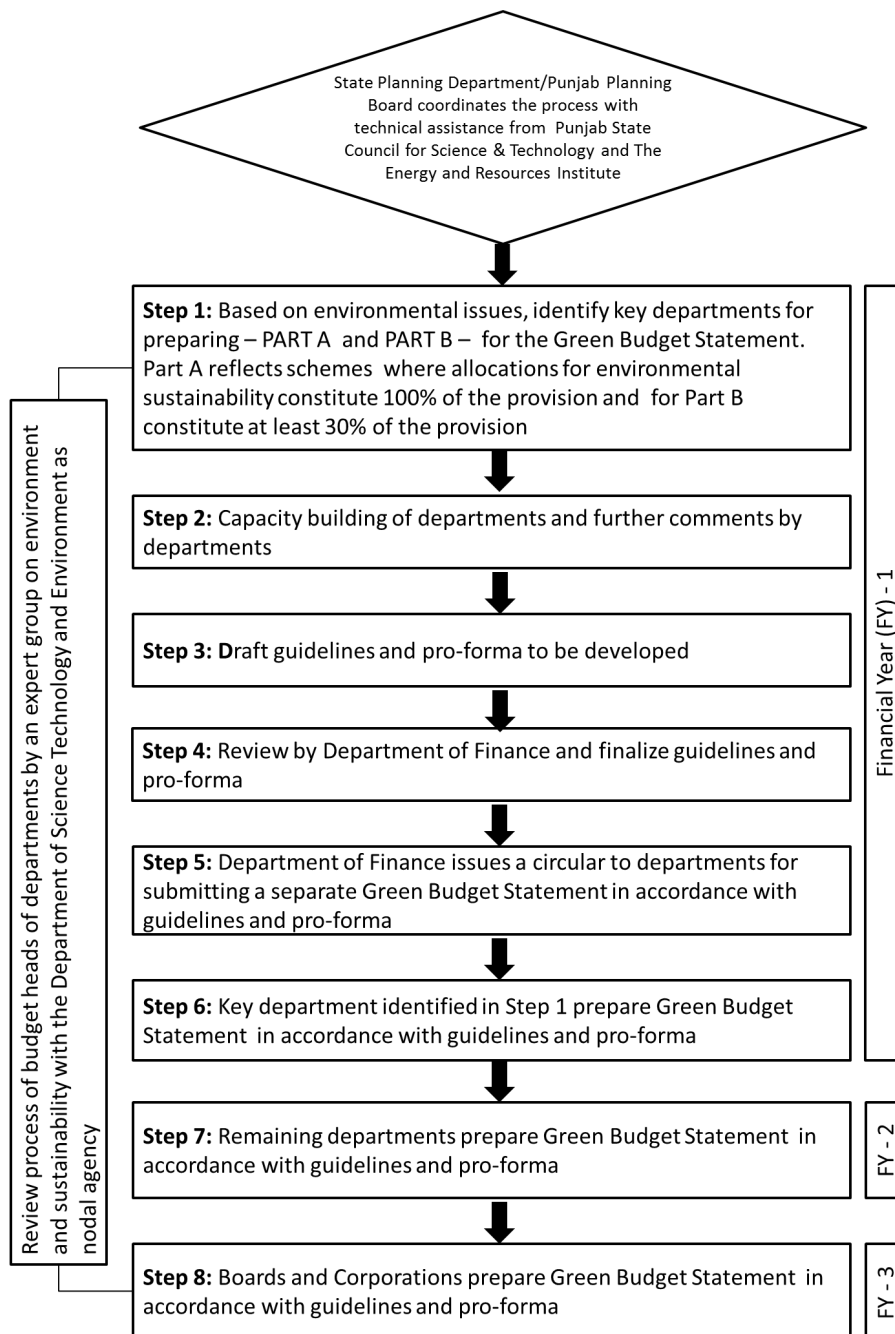 State Planning Department/Punjab Planning
Board coordinates the process with
technical assistance from Punjab State
Council for Science & Technology and The
Energy and Resources Institute
Step 1: Based on environmental issues, identify key departments for
preparing – PART A and PART B – for the Green Budget Statement.
Part A reflects schemes where allocations for environmental
sustainability constitute 100% of the provision and for Part B
constitute at least 30% of the provision
Step 2: Capacity building of departments and further comments by
departments
Step 3: Draft guidelines and pro-forma to be developed
Step 4: Review by Department of Finance and finalize guidelines and
pro-forma
Step 5: Department of Finance issues a circular to departments for
submitting a separate Green Budget Statement in accordance with
guidelines and pro-forma
Step 6: Key department identified in Step 1 prepare Green Budget
Statement in accordance with guidelines and pro-forma
Step 7: Remaining departments prepare Green Budget Statement in
accordance with guidelines and pro-forma
Step 8: Boards and Corporations prepare Green Budget Statement in
accordance with guidelines and pro-forma
Review process of budget heads of departments by an expert group on environment
and sustainability with the Department of Science Technology and Environment as
nodal agency
Financial Year (FY) - 1
FY - 2
FY - 3